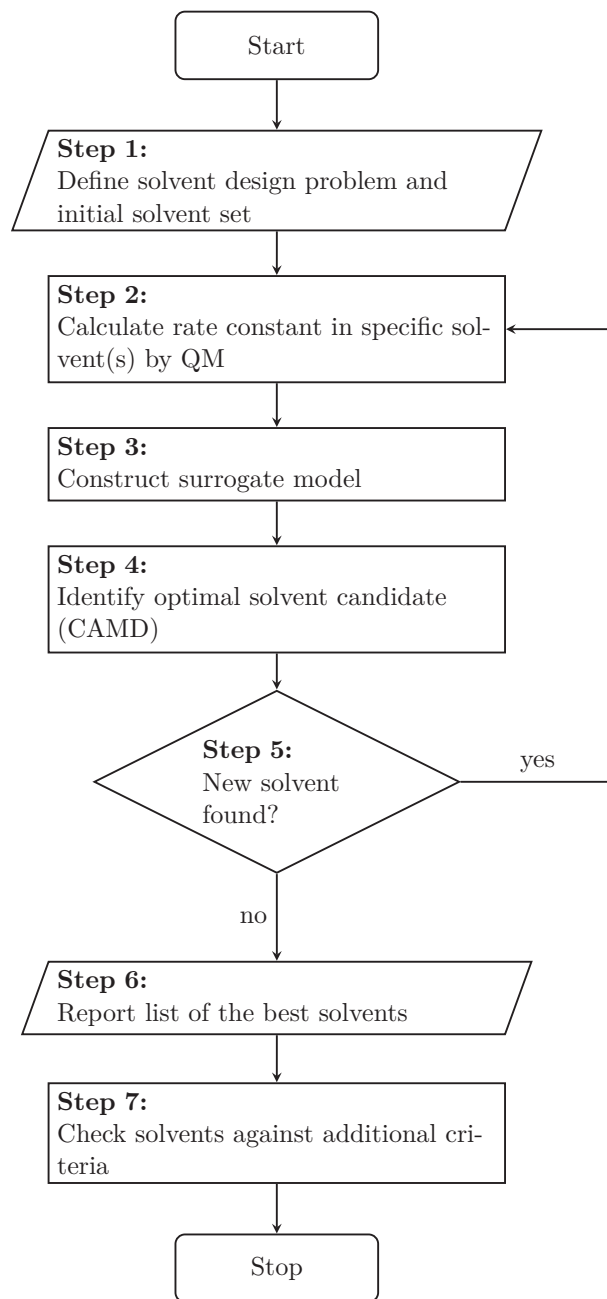 Start
Step 1:
Define solvent design problem and
initial solvent set
Step 2:
Calculate rate constant in specific sol-
vent(s) by QM
Step 3:
Construct surrogate model
Step 4:
Identify optimal solvent candidate
(CAMD)
Step 5:
New solvent
found?
yes
no
Step 6:
Report list of the best solvents
Step 7:
Check solvents against additional cri-
teria
Stop